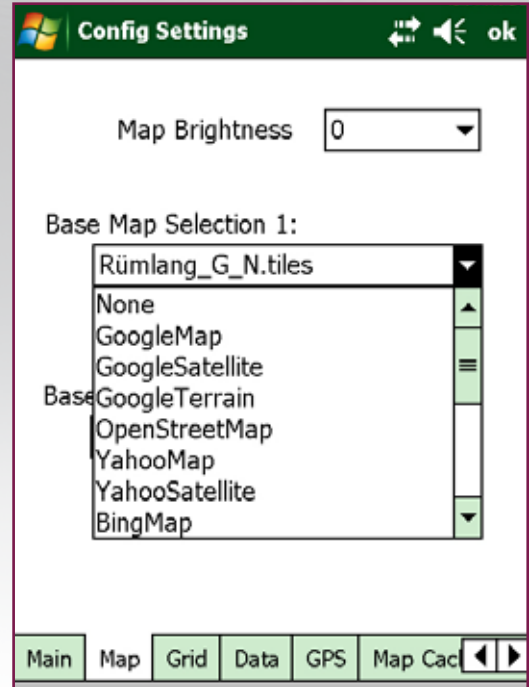 Config Settings ok
Map Brightness 0
Base Map Selection 1:
Rümlang_G_N.tiles
None
GoogleMap
GoogleSatellite
Base GoogleTerrain
OpenStreetMap
YahooMap
YahooSatellite
BingMap
Main Map Grid Data GPS Map